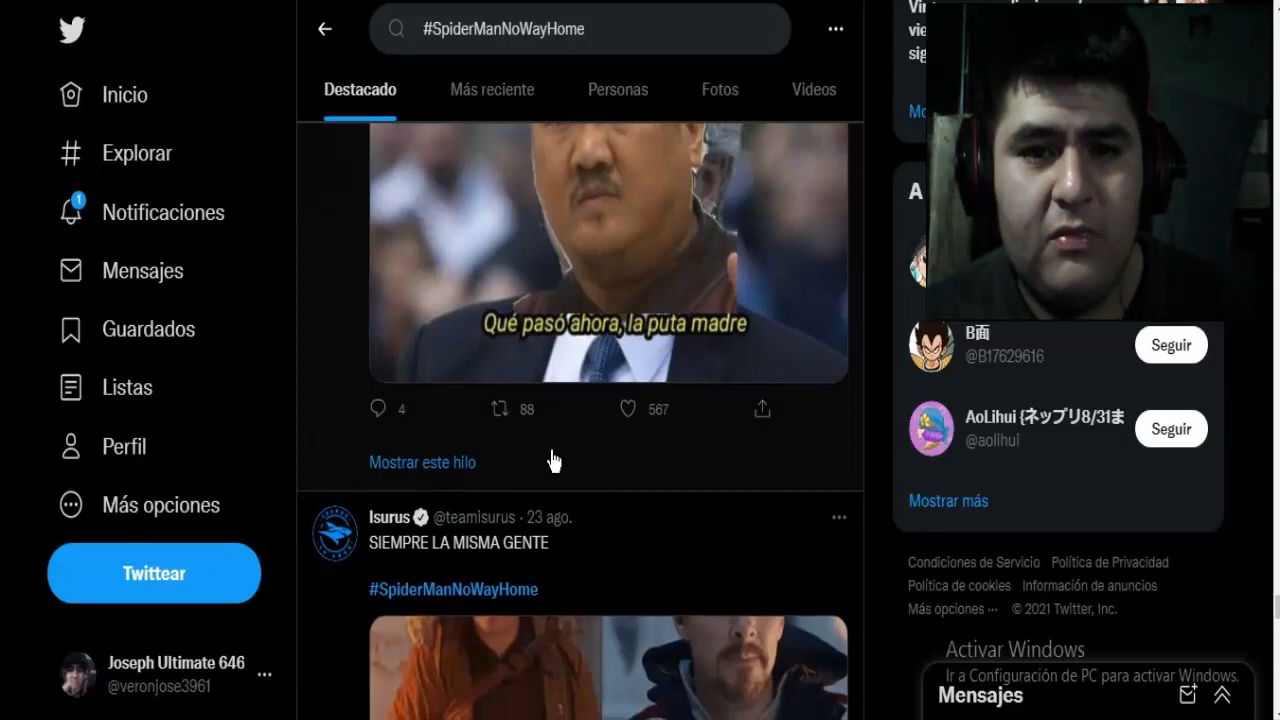 #SpiderManNoWayHome
Destacado
Más reciente
Personas
Fotos
Videos
Inicio
Explorar
Notificaciones
1
Mensajes
Guardados
Listas
Perfil
Más opciones
Twittear
Joseph Ultimate 646
@veronjose3961
Qué pasó ahora, la puta madre
4
88
567
Mostrar este hilo
Isurus @teamisurus · 23 ago.
SIEMPRE LA MISMA GENTE
#SpiderManNoWayHome
Mo
A
B面
@B17629616
Seguir
AoLihui {ネップリ8/31ま
@aolihui
Seguir
Mostrar más
Condiciones de Servicio Política de Privacidad
Política de cookies Información de anuncios
Más opciones ··· © 2021 Twitter, Inc.
Activar Windows
Ir a Configuración de PC para activar Windows.
Mensajes